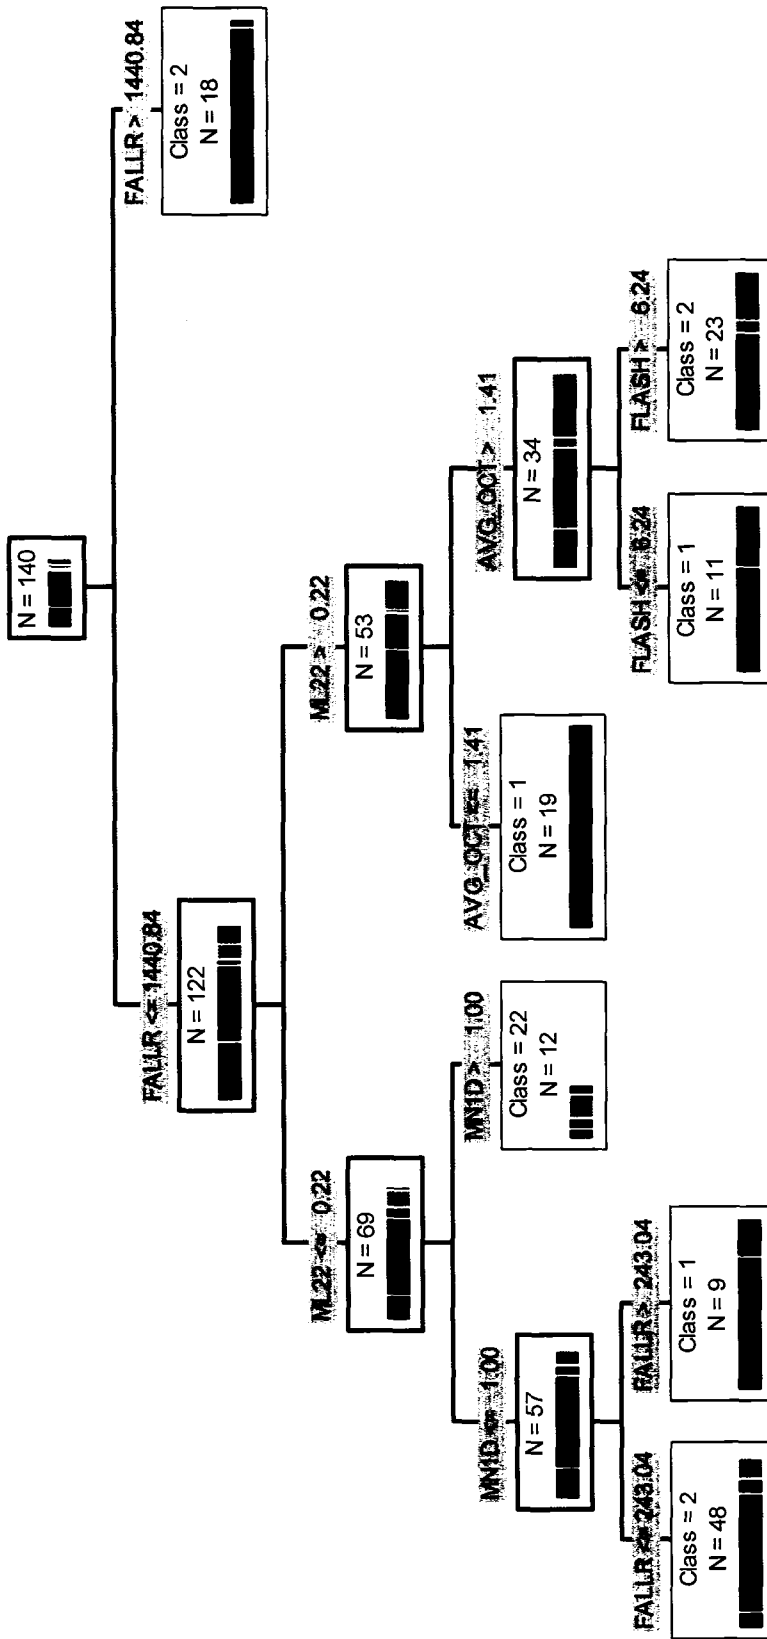 N = 140
FALLR <= 1440.84
FALLR > 1440.84
N = 122
Class = 2
N = 18
ML22 <= 0.22
ML22 > 0.22
N = 69
N = 53
MN1D <= 1.00
MN1D > 1.00
AVG_OCT <= 1.41
AVG_OCT > 1.41
N = 57
Class = 22
N = 12
Class = 1
N = 19
N = 34
FALLR <= 243.04
FALLR > 243.04
FLASH <= 6.24
FLASH > 6.24
Class = 2
N = 48
Class = 1
N = 9
Class = 1
N = 11
Class = 2
N = 23